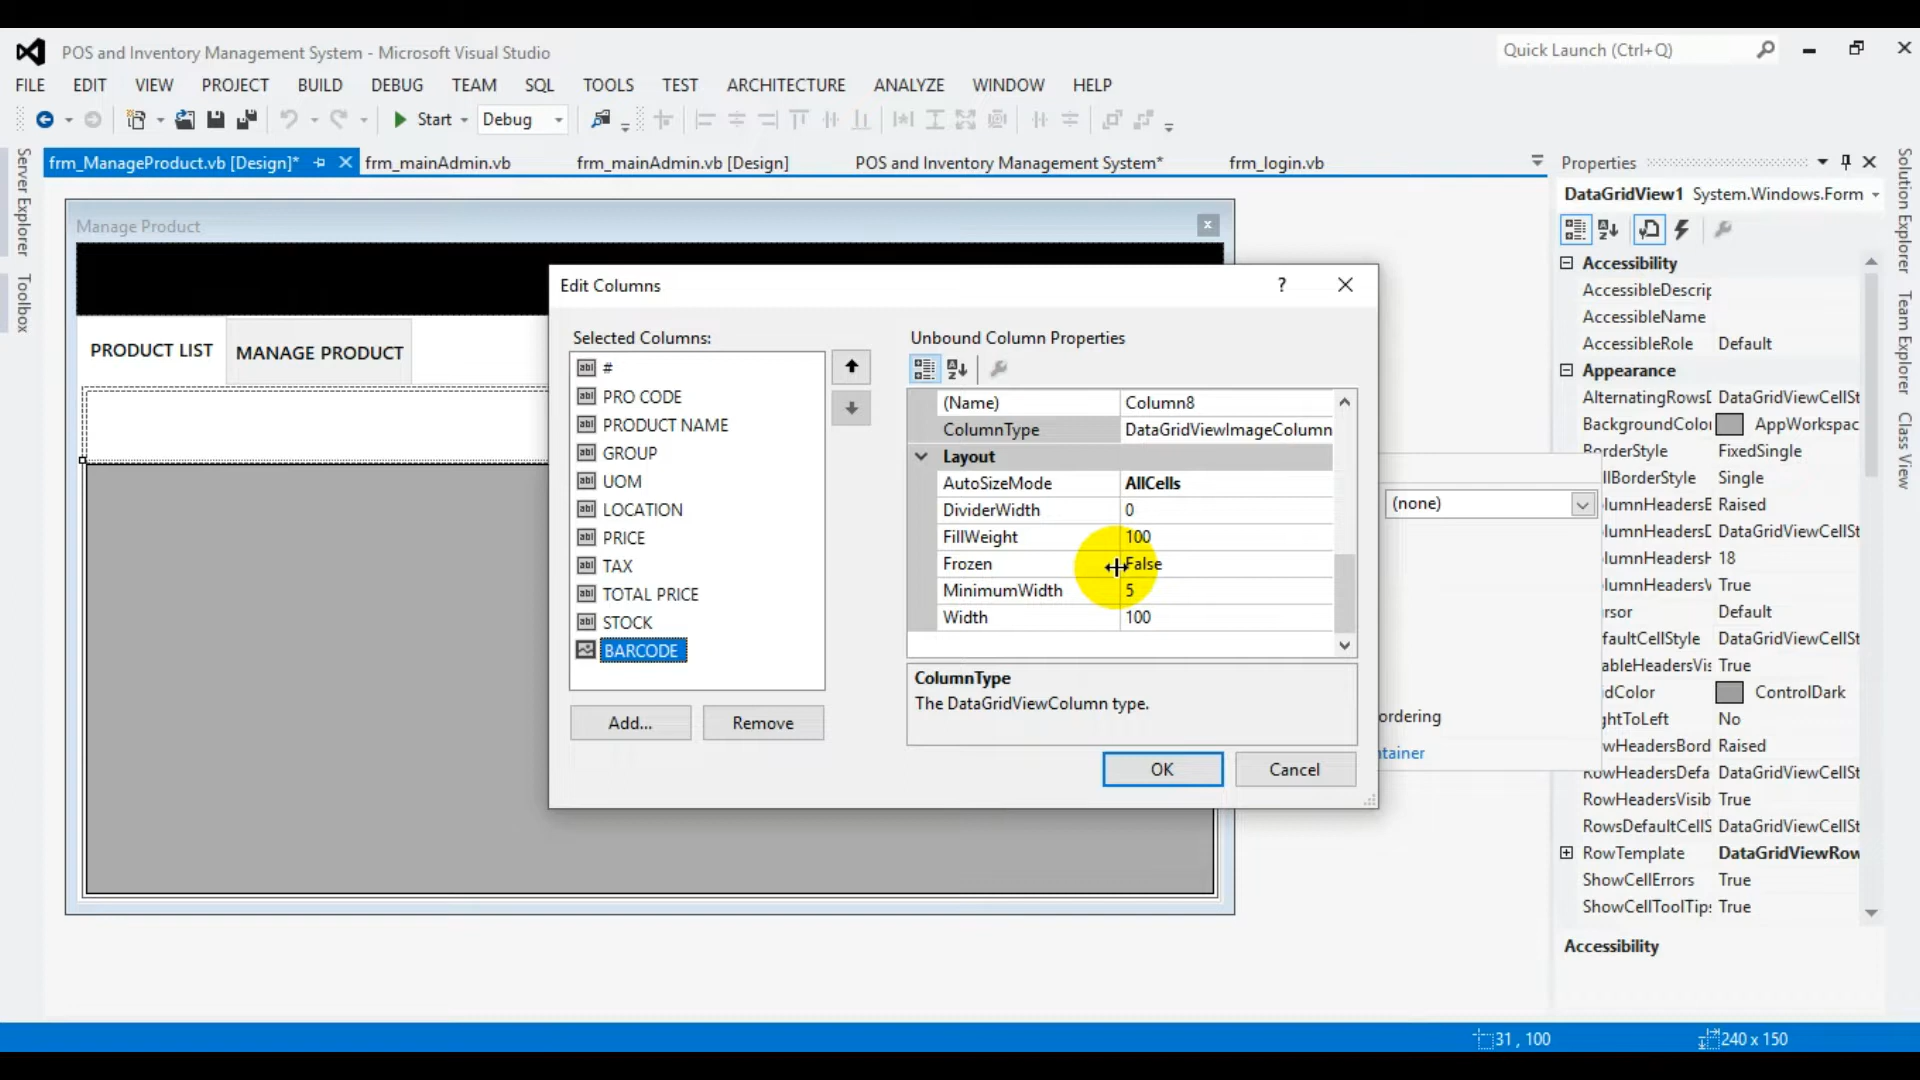 POS and Inventory Management System - Microsoft Visual Studio
Quick Launch (Ctrl+Q)
FILE EDIT VIEW PROJECT BUILD DEBUG TEAM SQL TOOLS TEST ARCHITECTURE ANALYZE WINDOW HELP
Start Debug
frm_ManageProduct.vb [Design]* frm_mainAdmin.vb frm_mainAdmin.vb [Design] POS and Inventory Management System* frm_login.vb
Server Explorer
Toolbox
Manage Product
PRODUCT LIST MANAGE PRODUCT
Edit Columns
?
Selected Columns:
#
PRO CODE
PRODUCT NAME
GROUP
UOM
LOCATION
PRICE
TAX
TOTAL PRICE
STOCK
BARCODE
Add... Remove
Unbound Column Properties
(Name) Column8
ColumnType DataGridViewImageColumn
Layout
AutoSizeMode AllCells
DividerWidth 0
FillWeight 100
Frozen False
MinimumWidth 5
Width 100
ColumnType
The DataGridViewColumn type.
OK Cancel
(none)
ordering
tainer
Properties
DataGridView1 System.Windows.Form
Accessibility
AccessibleDescrip
AccessibleName
AccessibleRole Default
Appearance
AlternatingRowsD DataGridViewCellSt
BackgroundColor AppWorkspac
BorderStyle FixedSingle
llBorderStyle Single
lumnHeadersE Raised
lumnHeadersD DataGridViewCellSt
lumnHeadersH 18
lumnHeadersV True
rsor Default
faultCellStyle DataGridViewCellSt
ableHeadersVis True
idColor ControlDark
ghtToLeft No
wHeadersBord Raised
wHeadersDefa DataGridViewCellSt
RowHeadersVisib True
RowsDefaultCellS DataGridViewCellSt
RowTemplate DataGridViewRow
ShowCellErrors True
ShowCellToolTip: True
Accessibility
Solution Explorer
Team Explorer
Class View
31 , 100 240 x 150